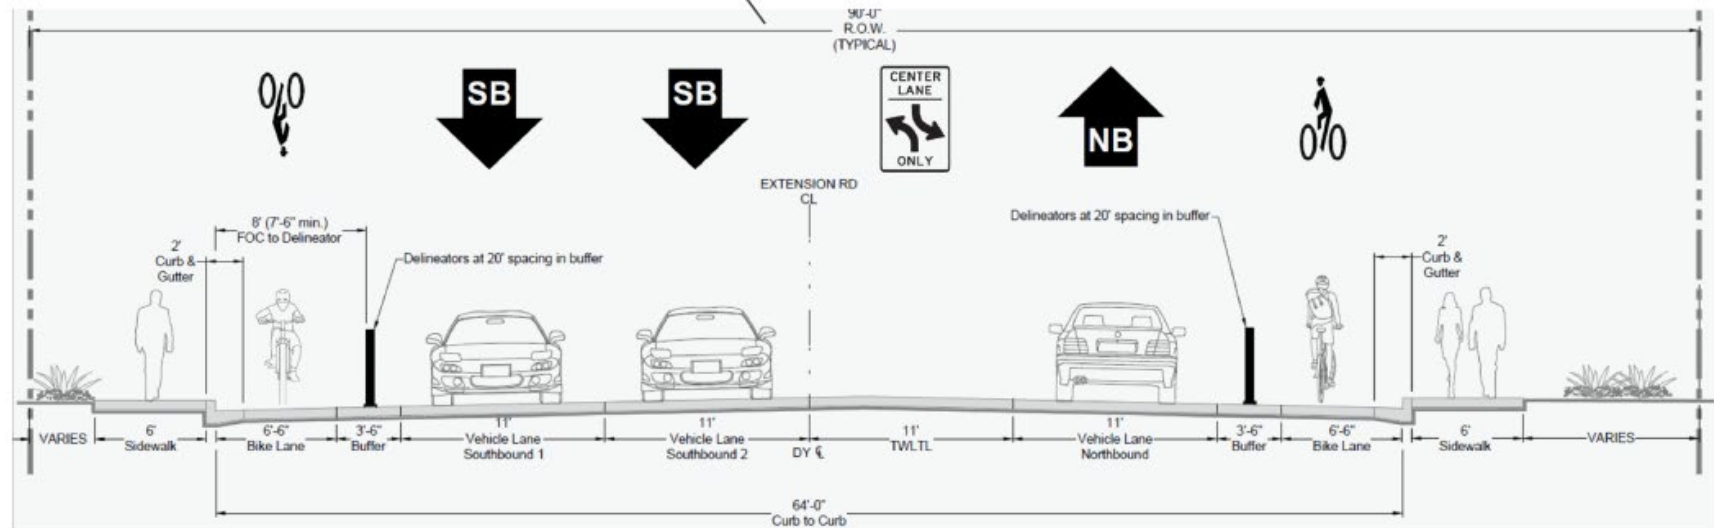 90'-0"
R.O.W.
(TYPICAL)
SB
SB
CENTER
LANE
ONLY
NB
EXTENSION RD
CL
8' (7'-6" min.)
FOC to Delineator
2'
Curb &
Gutter
Delineators at 20' spacing in buffer
Delineators at 20' spacing in buffer
2'
Curb &
Gutter
VARIES
6'
Sidewalk
6'-6"
Bike Lane
3'-6"
Buffer
11'
Vehicle Lane
Southbound 1
11'
Vehicle Lane
Southbound 2
DY ℄
11'
TWLTL
11'
Vehicle Lane
Northbound
3'-6"
Buffer
6'-6"
Bike Lane
6'
Sidewalk
VARIES
64'-0"
Curb to Curb